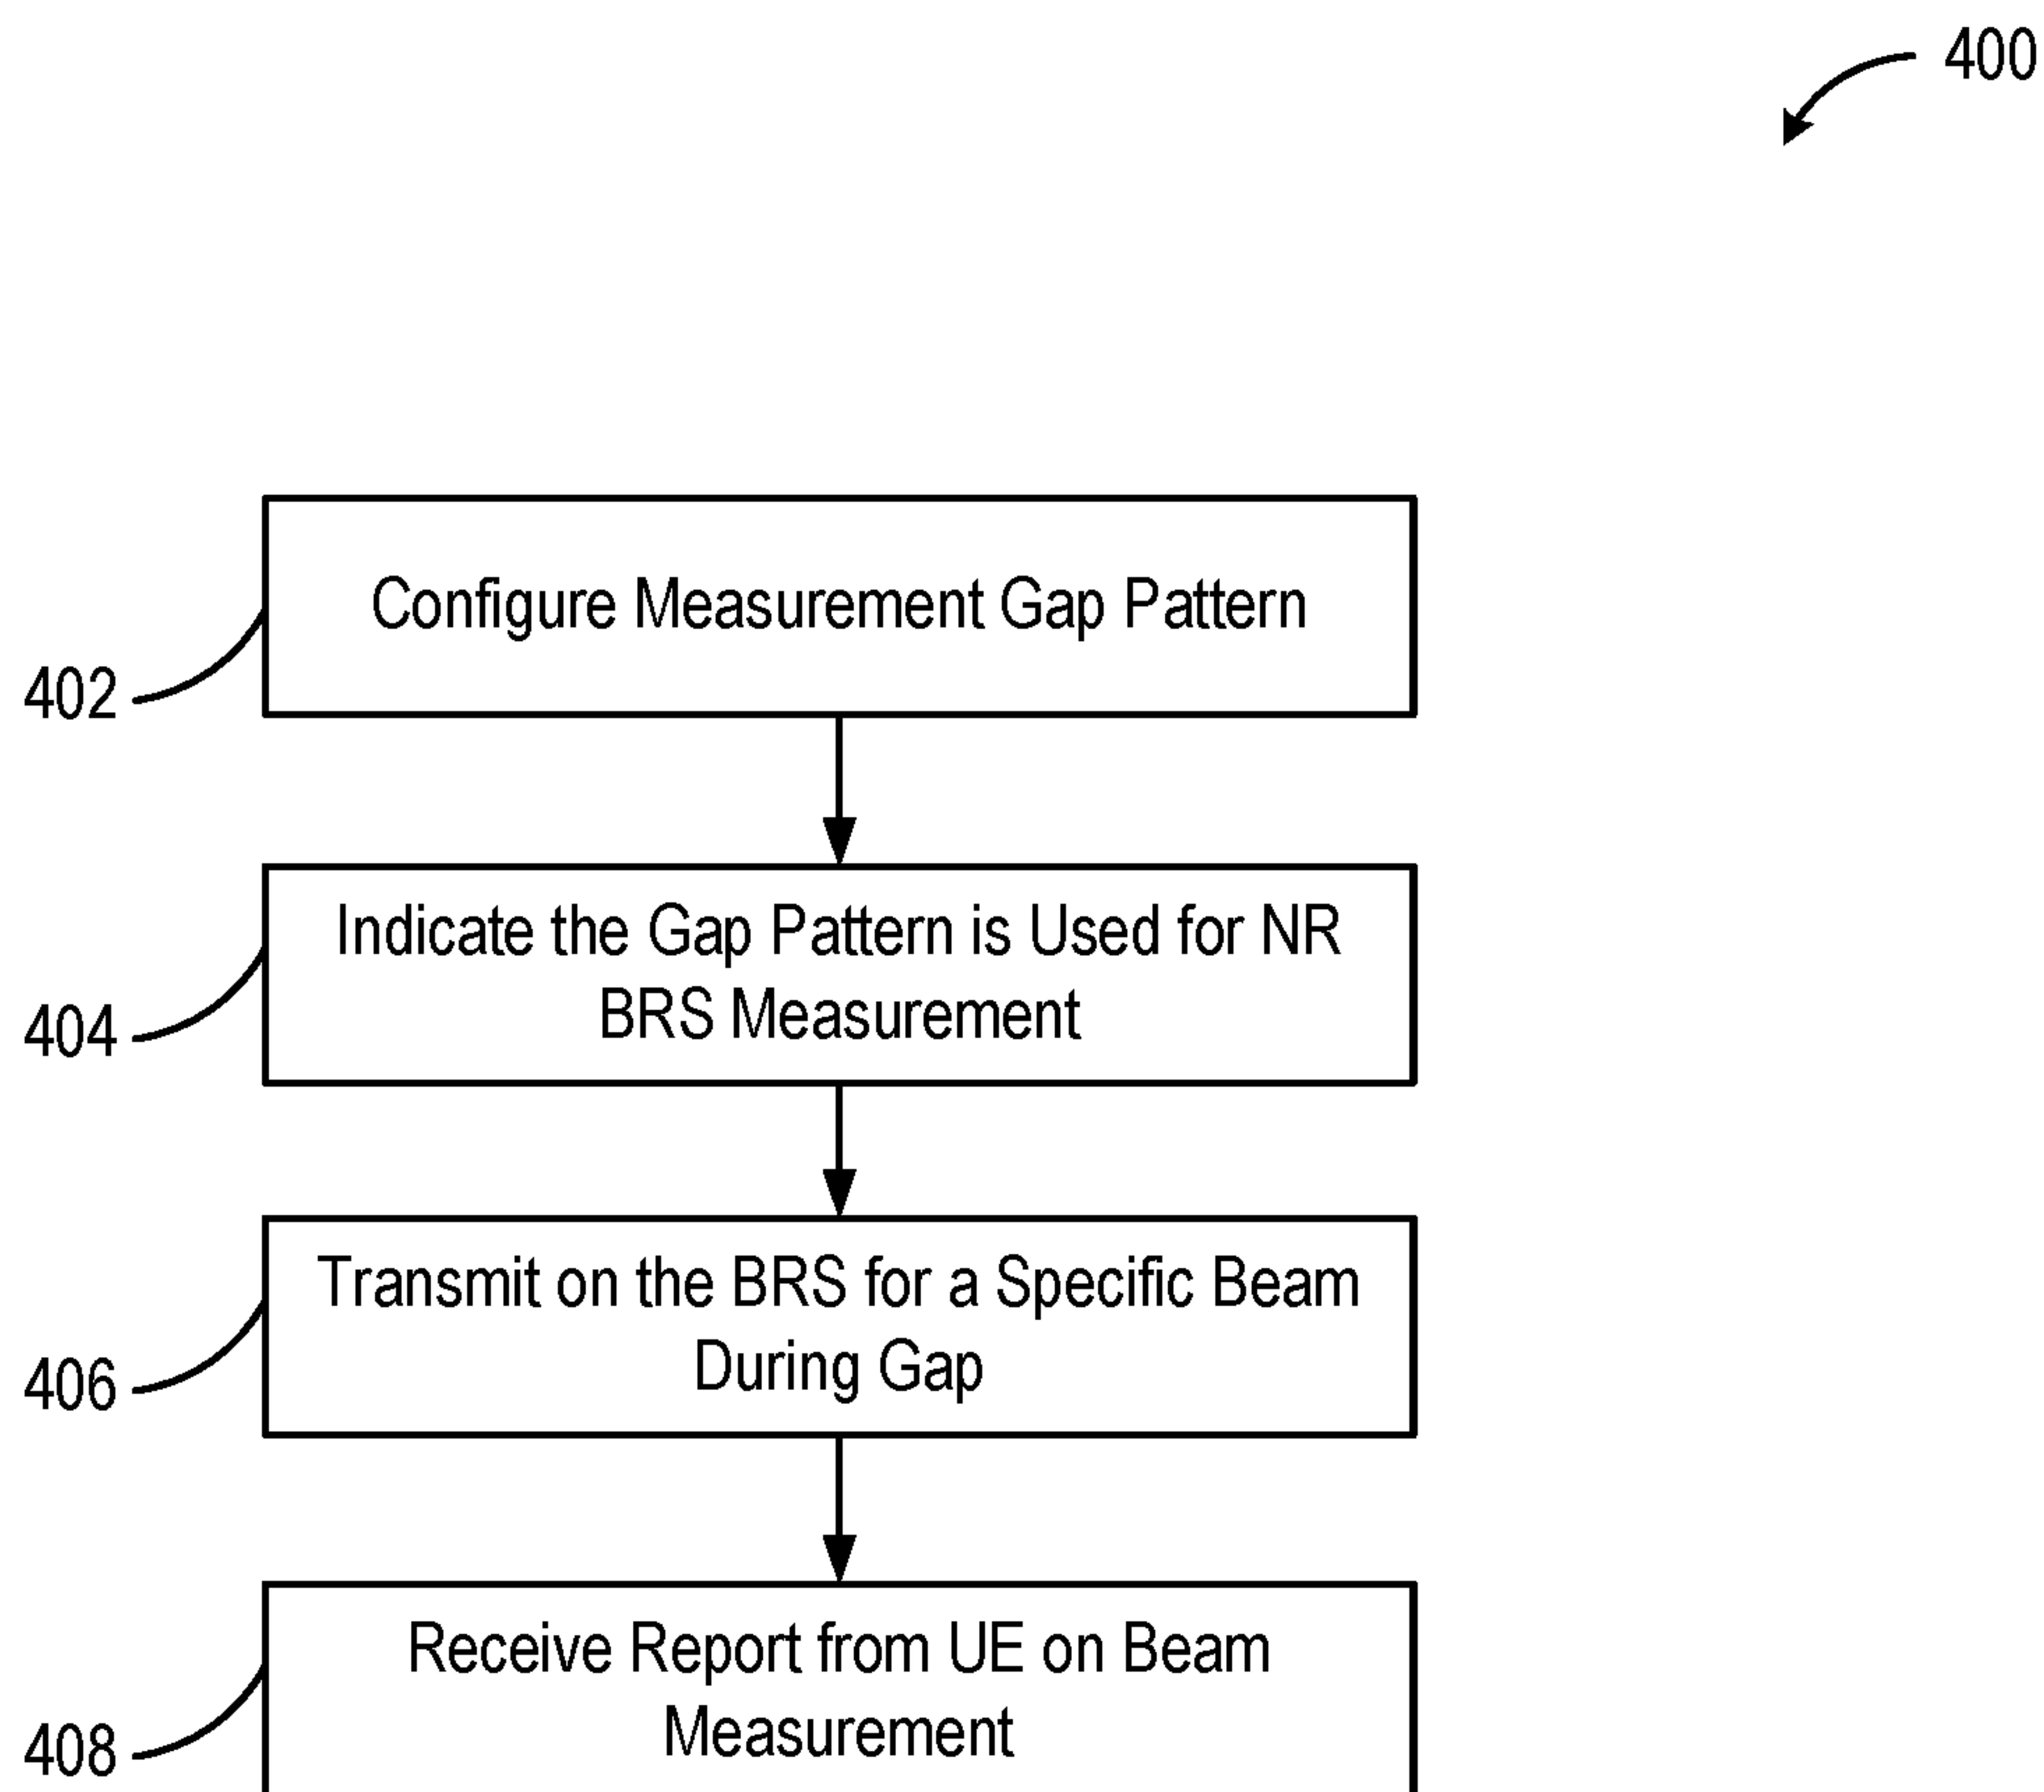 400
Configure Measurement Gap Pattern
402
Indicate the Gap Pattern is Used for NR
BRS Measurement
404
Transmit on the BRS for a Specific Beam
During Gap
406
Receive Report from UE on Beam
Measurement
408